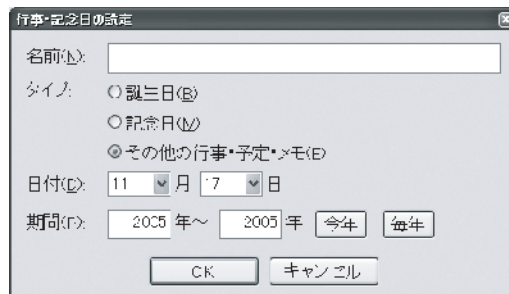 行事・記念日の設定
名前(N):
タイプ: ○誕生日(B)
○記念日(M)
◉その他の行事・予定・メモ(E)
日付(D): 11 月 17 日
期間(P): 2005 年～ 2005 年 今年 毎年
OK キャンセル